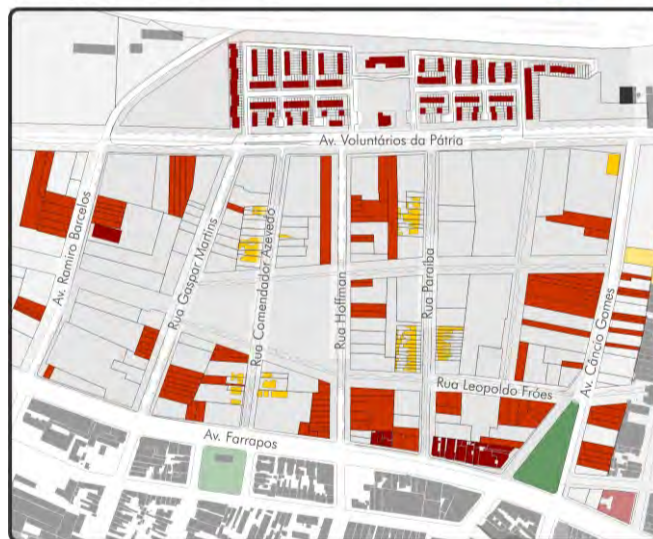 Av. Voluntários da Pátria
Av. Ramiro Barcelos
Rua Gaspar Martins
Rua Comendador Azevedo
Rua Hoffman
Rua Paraíba
Av. Câncio Gomes
Rua Leopoldo Fróes
Av. Farrapos